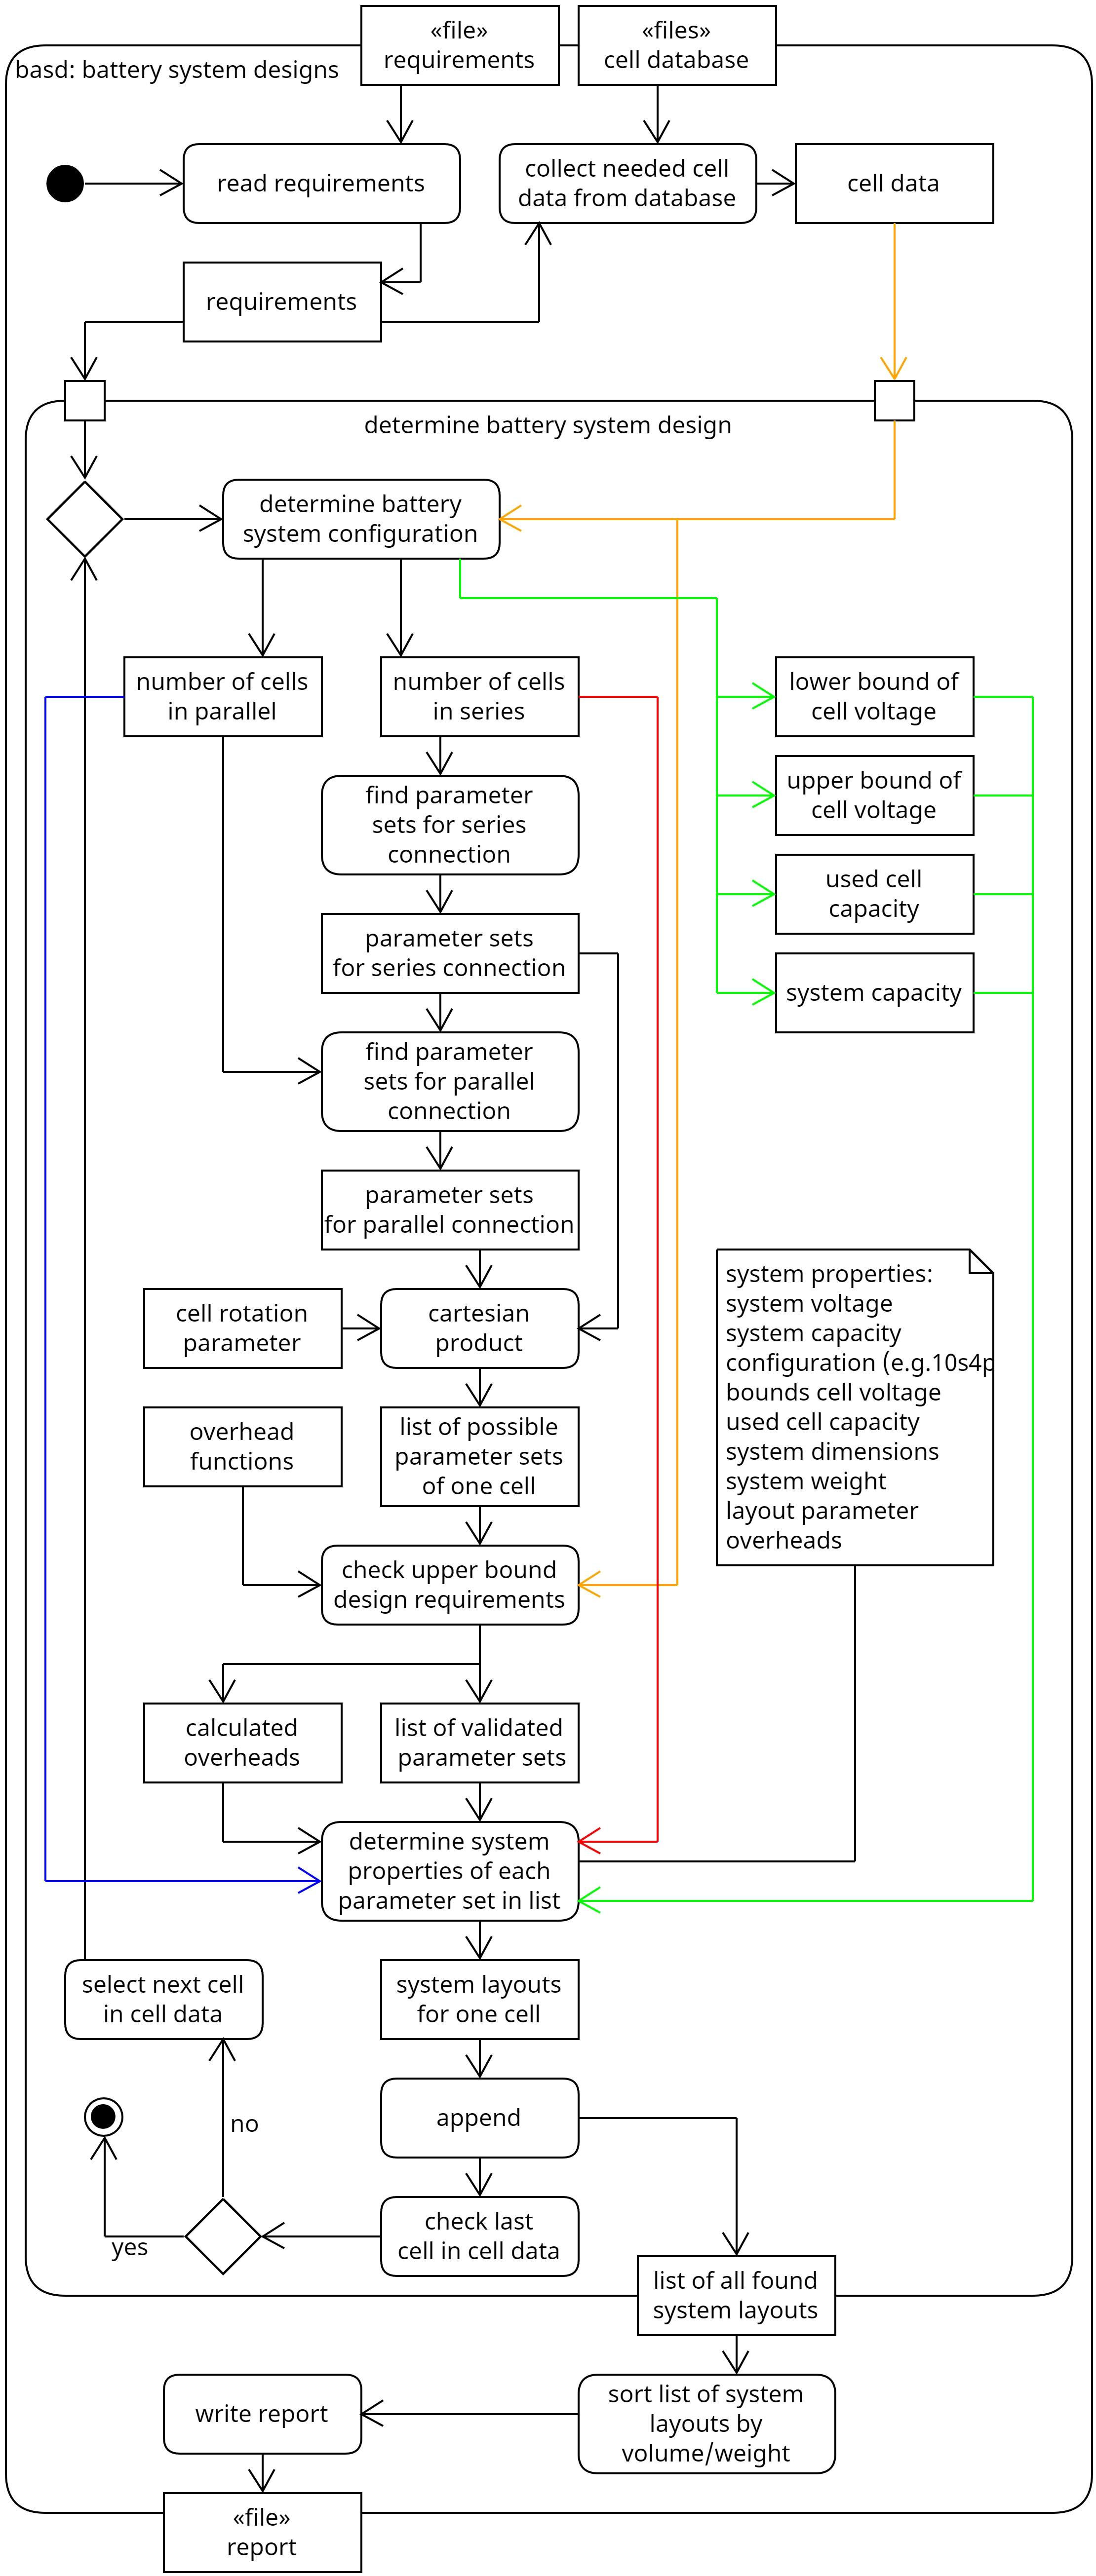 «file»
requirements
«files»
cell database
basd: battery system designs
read requirements
collect needed cell
data from database
cell data
requirements
determine battery system design
determine battery
system configuration
number of cells
in parallel
number of cells
in series
lower bound of
cell voltage
upper bound of
cell voltage
used cell
capacity
system capacity
find parameter
sets for series
connection
parameter sets
for series connection
find parameter
sets for parallel
connection
parameter sets
for parallel connection
cell rotation
parameter
cartesian
product
system properties:
system voltage
system capacity
configuration (e.g.10s4p
bounds cell voltage
used cell capacity
system dimensions
system weight
layout parameter
overheads
overhead
functions
list of possible
parameter sets
of one cell
check upper bound
design requirements
calculated
overheads
list of validated
parameter sets
determine system
properties of each
parameter set in list
select next cell
in cell data
system layouts
for one cell
append
no
yes
check last
cell in cell data
list of all found
system layouts
sort list of system
layouts by
volume/weight
write report
«file»
report